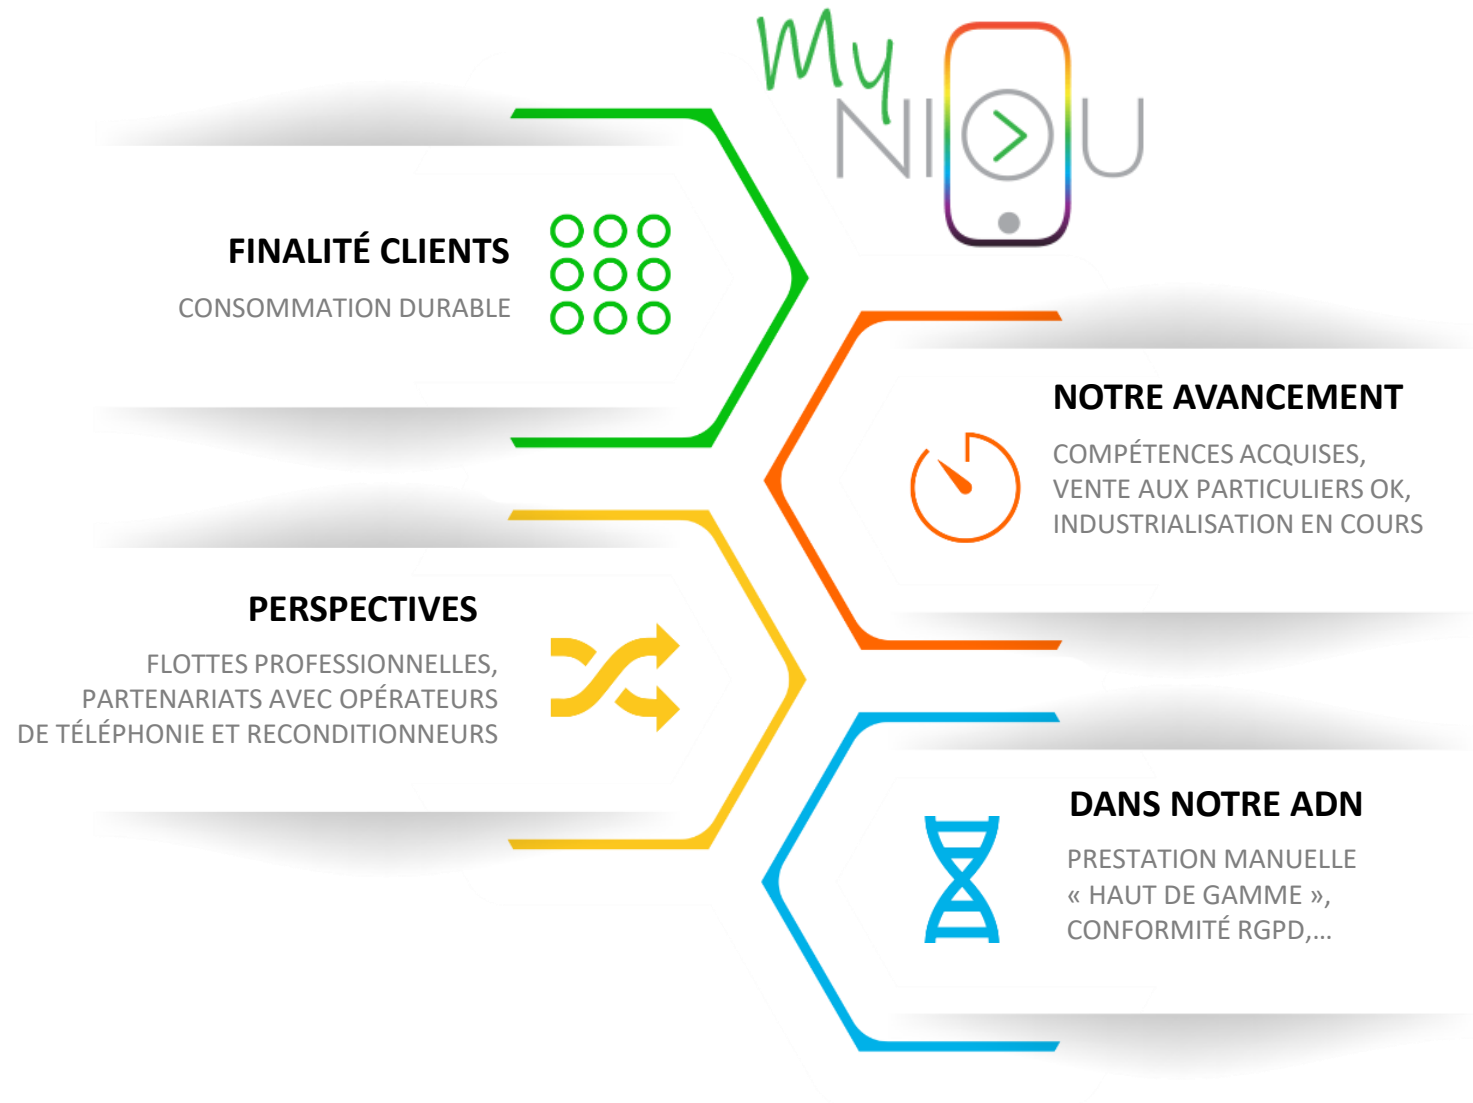 My
NIOU
FINALITÉ CLIENTS
CONSOMMATION DURABLE
NOTRE AVANCEMENT
COMPÉTENCES ACQUISES,
VENTE AUX PARTICULIERS OK,
INDUSTRIALISATION EN COURS
PERSPECTIVES
FLOTTES PROFESSIONNELLES,
PARTENARIATS AVEC OPÉRATEURS
DE TÉLÉPHONIE ET RECONDITIONNEURS
DANS NOTRE ADN
PRESTATION MANUELLE
« HAUT DE GAMME »,
CONFORMITÉ RGPD,…